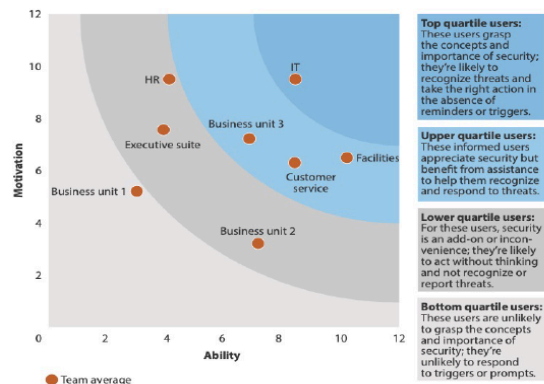 12
10
8
6
4
2
0
Motivation
HR
IT
Executive suite
Business unit 3
Facilities
Customer
service
Business unit 1
Business unit 2
0 2 4 6 8 10 12
Ability
Team average
Top quartile users:
These users grasp
the concepts and
importance of security;
they're likely to
recognize threats and
take the right action in
the absence of
reminders or triggers.
Upper quartile users:
These informed users
appreciate security but
benefit from assistance
to help them recognize
and respond to threats.
Lower quartile users:
For these users, security
is an add-on or incon-
venience; they're likely
to act without thinking
and not recognize or
report threats.
Bottom quartile users:
These users are unlikely
to grasp the concepts
and importance of
security; they're
unlikely to respond
to triggers or prompts.